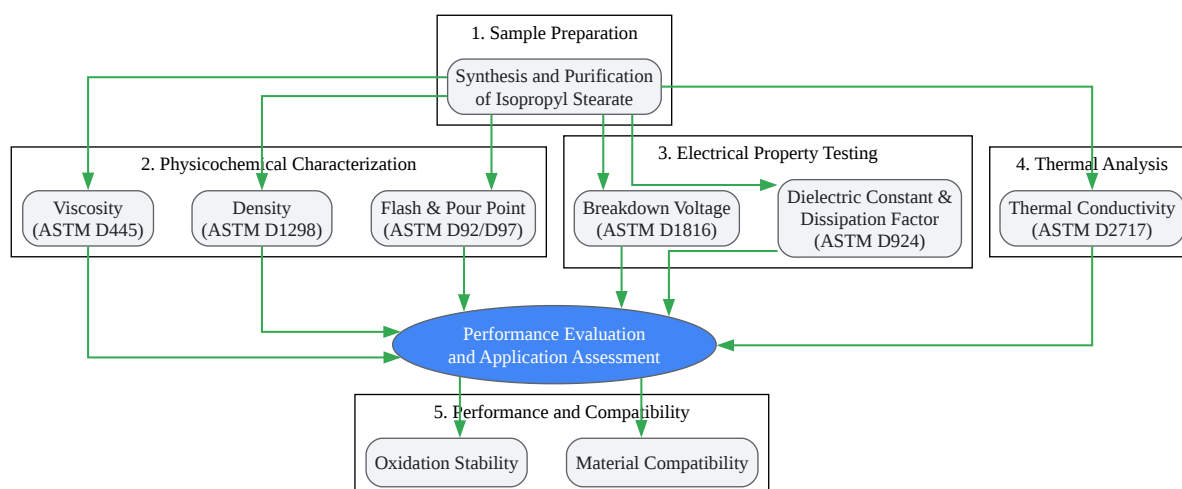 1. Sample Preparation
Synthesis and Purification
of Isopropyl Stearate
2. Physicochemical Characterization
Viscosity
(ASTM D445)
Density
(ASTM D1298)
Flash & Pour Point
(ASTM D92/D97)
3. Electrical Property Testing
Breakdown Voltage
(ASTM D1816)
Dielectric Constant &
Dissipation Factor
(ASTM D924)
4. Thermal Analysis
Thermal Conductivity
(ASTM D2717)
Performance Evaluation
and Application Assessment
5. Performance and Compatibility
Oxidation Stability
Material Compatibility